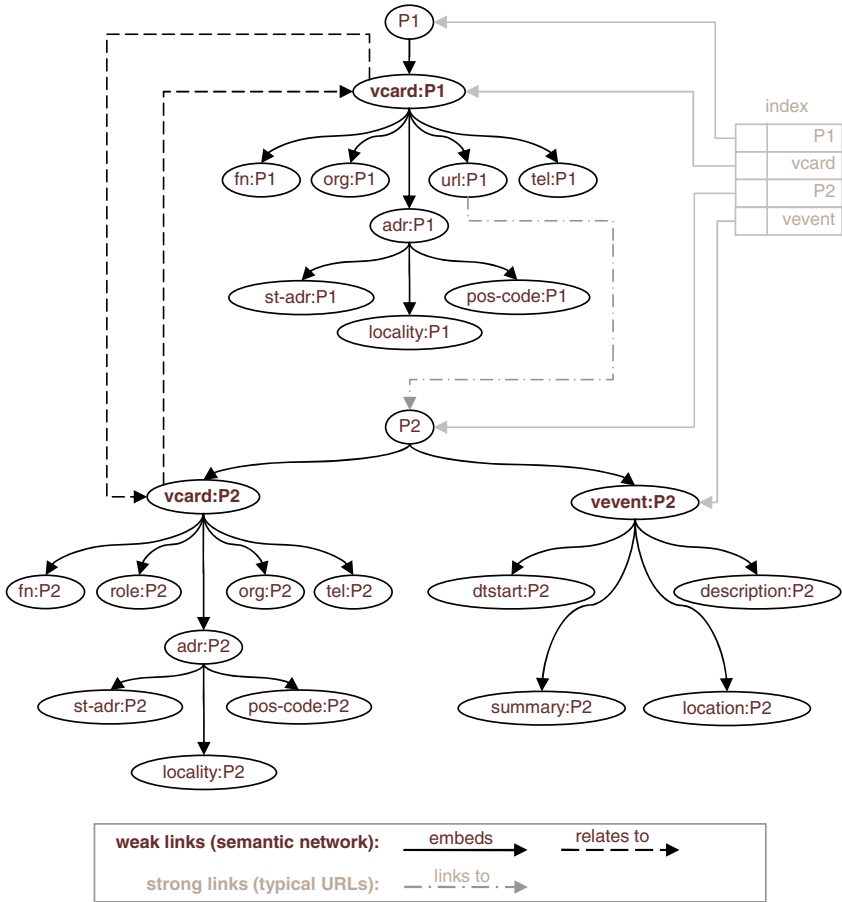 P1
vcard:P1
index
P1
vcard
P2
vevent
fn:P1
org:P1
url:P1
tel:P1
adr:P1
st-adr:P1
pos-code:P1
locality:P1
P2
vcard:P2
vevent:P2
fn:P2
role:P2
org:P2
tel:P2
dtstart:P2
description:P2
adr:P2
st-adr:P2
pos-code:P2
summary:P2
location:P2
locality:P2
weak links (semantic network): embeds relates to
strong links (typical URLs): links to